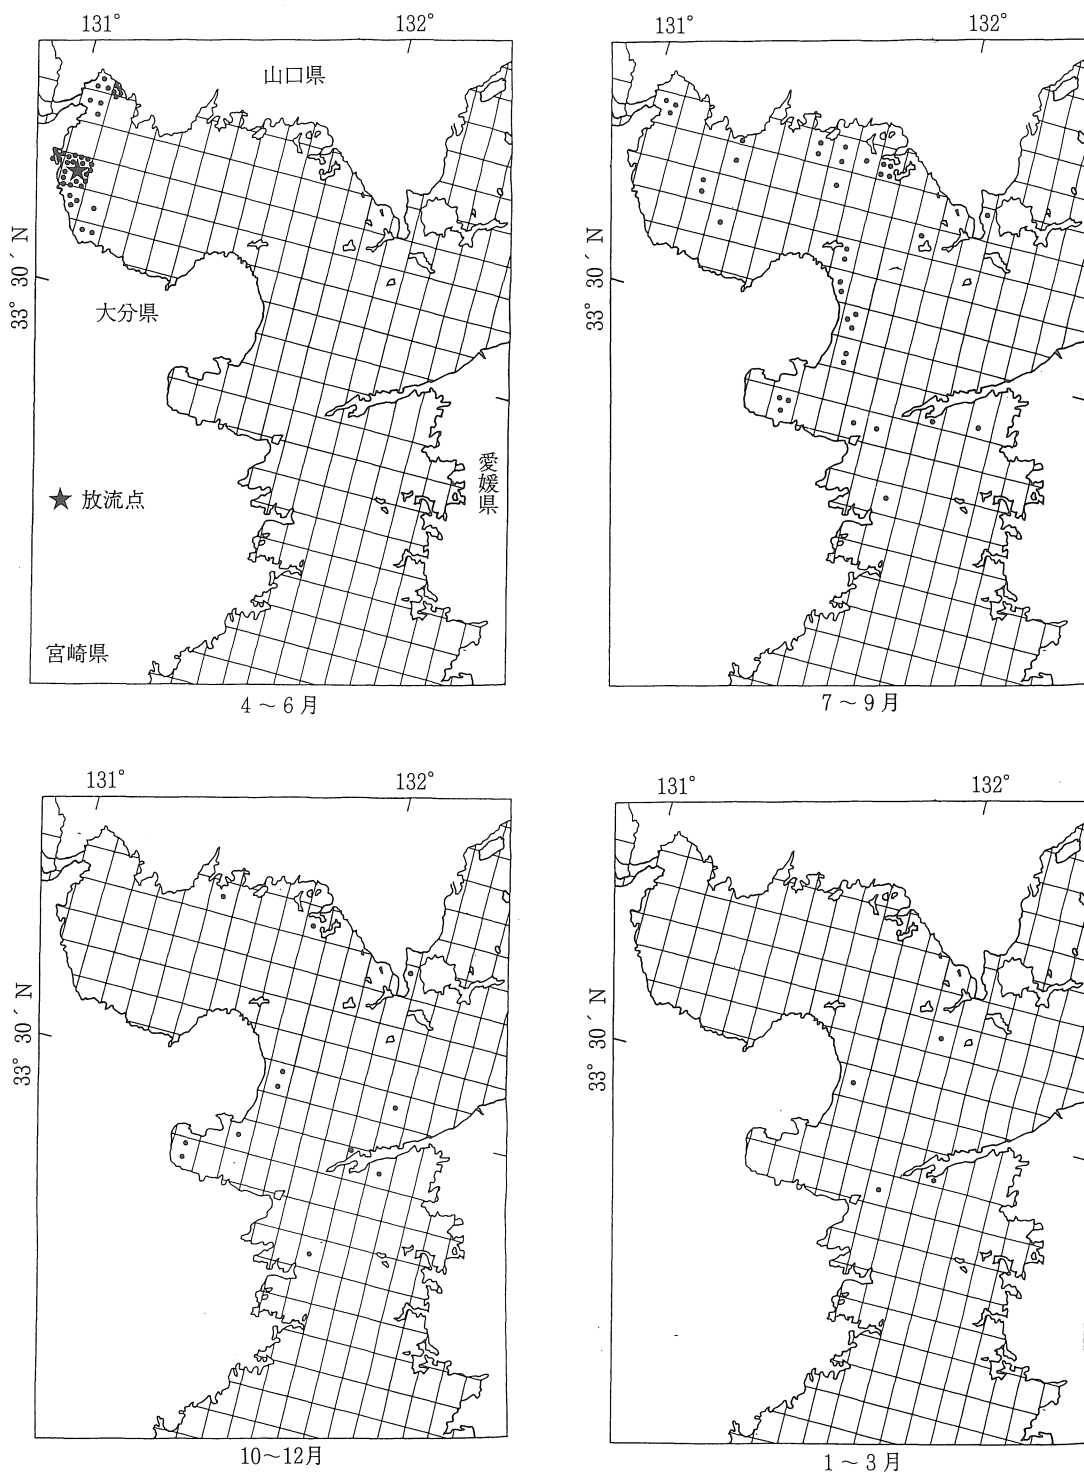 131° 132° 131° 132°
山口県
33° 30′ N
大分県
★ 放流点
愛媛県
宮崎県
33° 30′ N
4～6月
7～9月
131° 132° 131° 132°
33° 30′ N
33° 30′ N
10～12月
1～3月